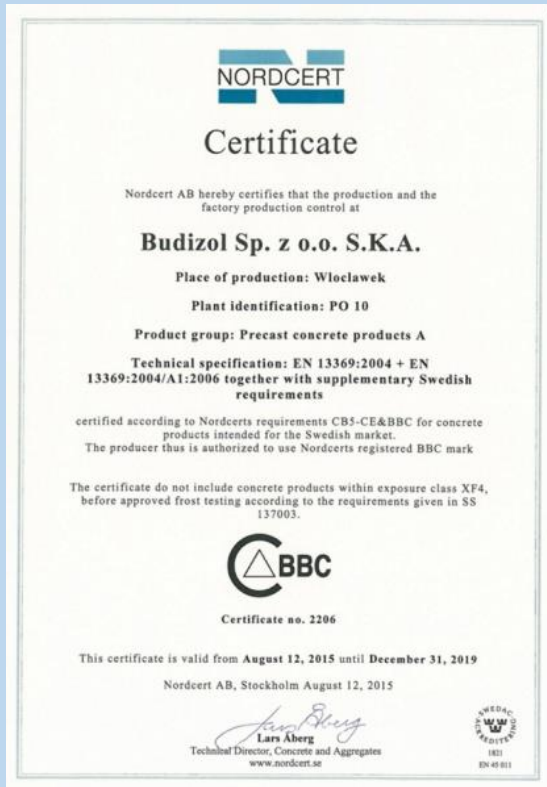 NORDCERT
Certificate
Nordcert AB hereby certifies that the production and the
factory production control at
Budizol Sp. z o.o. S.K.A.
Place of production: Wloclawek
Plant identification: PO 10
Product group: Precast concrete products A
Technical specification: EN 13369:2004 + EN
13369:2004/A1:2006 together with supplementary Swedish
requirements
certified according to Nordcerts requirements CB5-CE&BBC for concrete
products intended for the Swedish market.
The producer thus is authorized to use Nordcerts registered BBC mark
The certificate do not include concrete products within exposure class XF4,
before approved frost testing according to the requirements given in SS
137003.
BBC
Certificate no. 2206
This certificate is valid from August 12, 2015 until December 31, 2019
Nordcert AB, Stockholm August 12, 2015
Lars Åberg
Lars Åberg
Technical Director, Concrete and Aggregates
www.nordcert.se
SWEDAC
ACKREDITERING
1821
EN 45 011